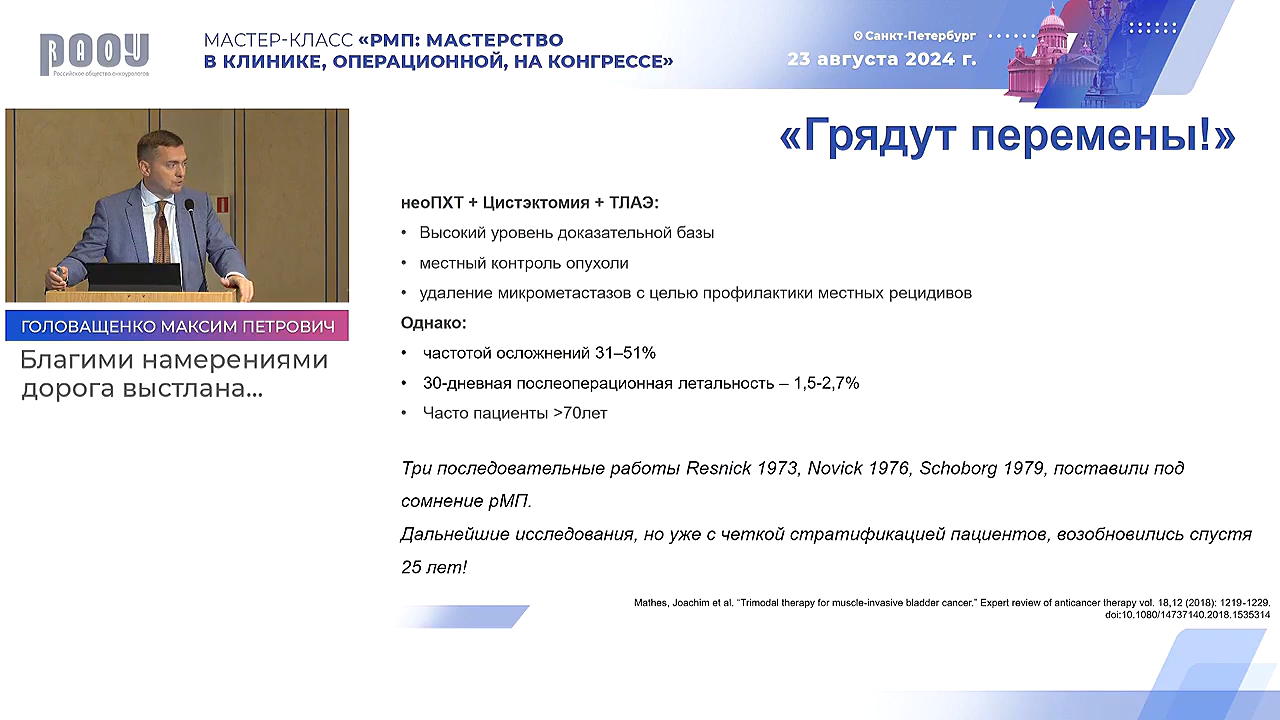 RAOU
Российское общество онкоурологов
МАСТЕР-КЛАСС «РМП: МАСТЕРСТВО
В КЛИНИКЕ, ОПЕРАЦИОННОЙ, НА КОНГРЕССЕ»
Санкт-Петербург
23 августа 2024 г.
«Грядут перемены!»
неоПХТ + Цистэктомия + ТЛАЭ:
• Высокий уровень доказательной базы
• местный контроль опухоли
• удаление микрометастазов с целью профилактики местных рецидивов
Однако:
• частотой осложнений 31–51%
• 30-дневная послеоперационная летальность – 1,5-2,7%
• Часто пациенты >70лет
Три последовательные работы Resnick 1973, Novick 1976, Schoborg 1979, поставили под
сомнение рМП.
Дальнейшие исследования, но уже с четкой стратификацией пациентов, возобновились спустя
25 лет!
Mathes, Joachim et al. “Trimodal therapy for muscle-invasive bladder cancer.” Expert review of anticancer therapy vol. 18,12 (2018): 1219-1229.
doi:10.1080/14737140.2018.1535314
ГОЛОВАЩЕНКО МАКСИМ ПЕТРОВИЧ
Благими намерениями
дорога выстлана...